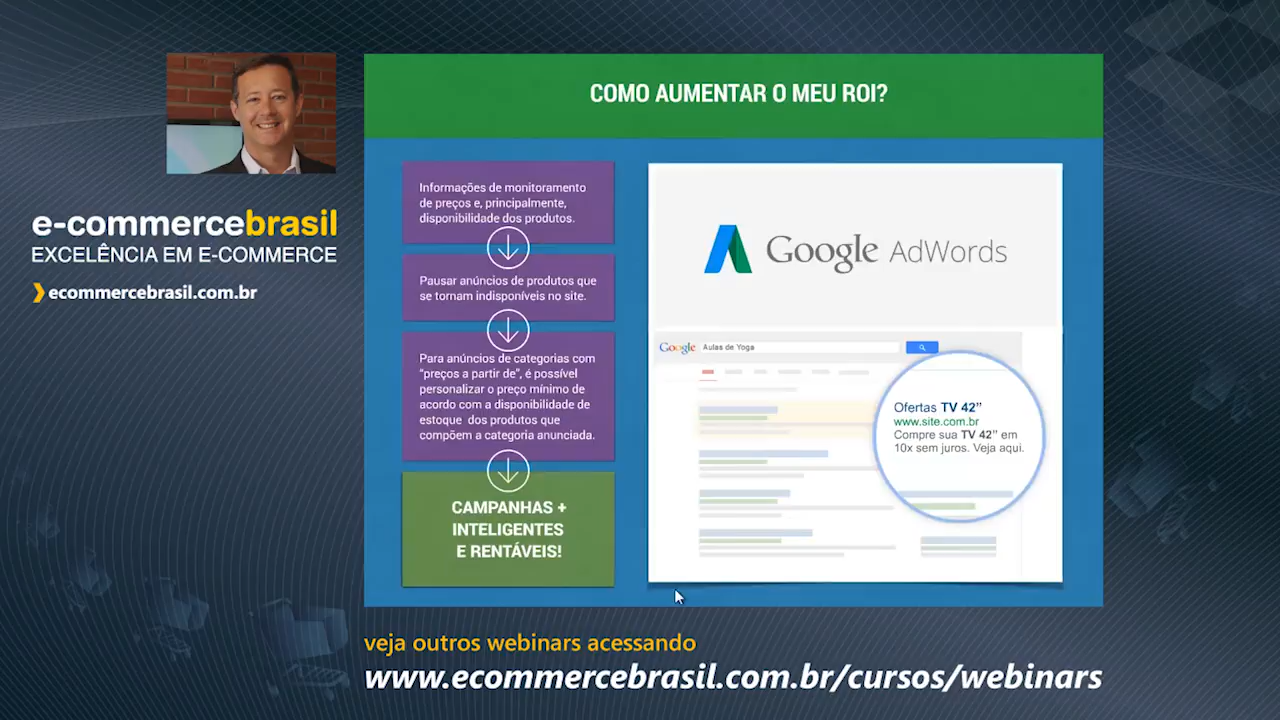 COMO AUMENTAR O MEU ROI?
e-commercebrasil
EXCELÊNCIA EM E-COMMERCE
ecommercebrasil.com.br
Informações de monitoramento
de preços e, principalmente,
disponibilidade dos produtos.
Pausar anúncios de produtos que
se tornam indisponíveis no site.
Para anúncios de categorias com
"preços a partir de", é possível
personalizar o preço mínimo de
acordo com a disponibilidade de
estoque dos produtos que
compõem a categoria anunciada.
CAMPANHAS +
INTELIGENTES
E RENTÁVEIS!
Google AdWords
Google Aulas de Yoga
Ofertas TV 42”
www.site.com.br
Compre sua TV 42” em
10x sem juros. Veja aqui.
veja outros webinars acessando
www.ecommercebrasil.com.br/cursos/webinars